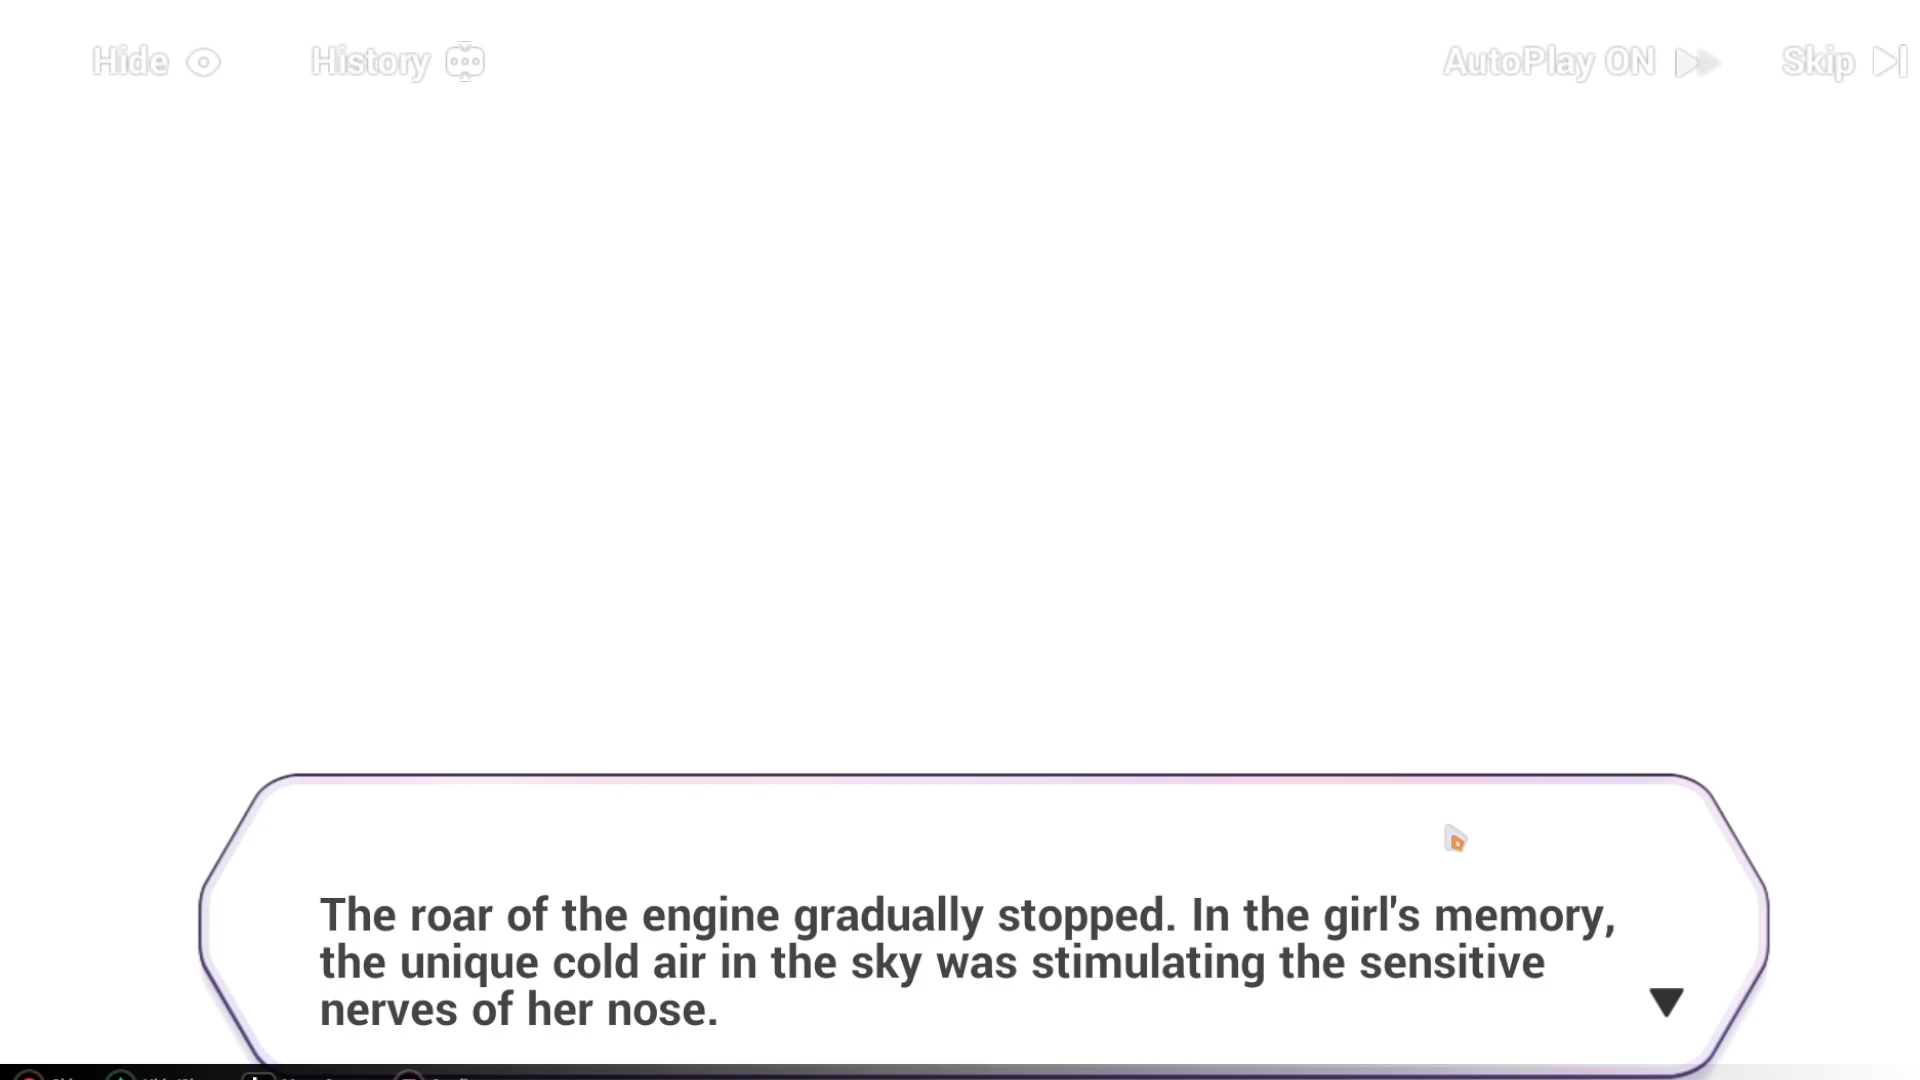 Hide
History
AutoPlay ON
Skip
The roar of the engine gradually stopped. In the girl's memory,
the unique cold air in the sky was stimulating the sensitive
nerves of her nose.